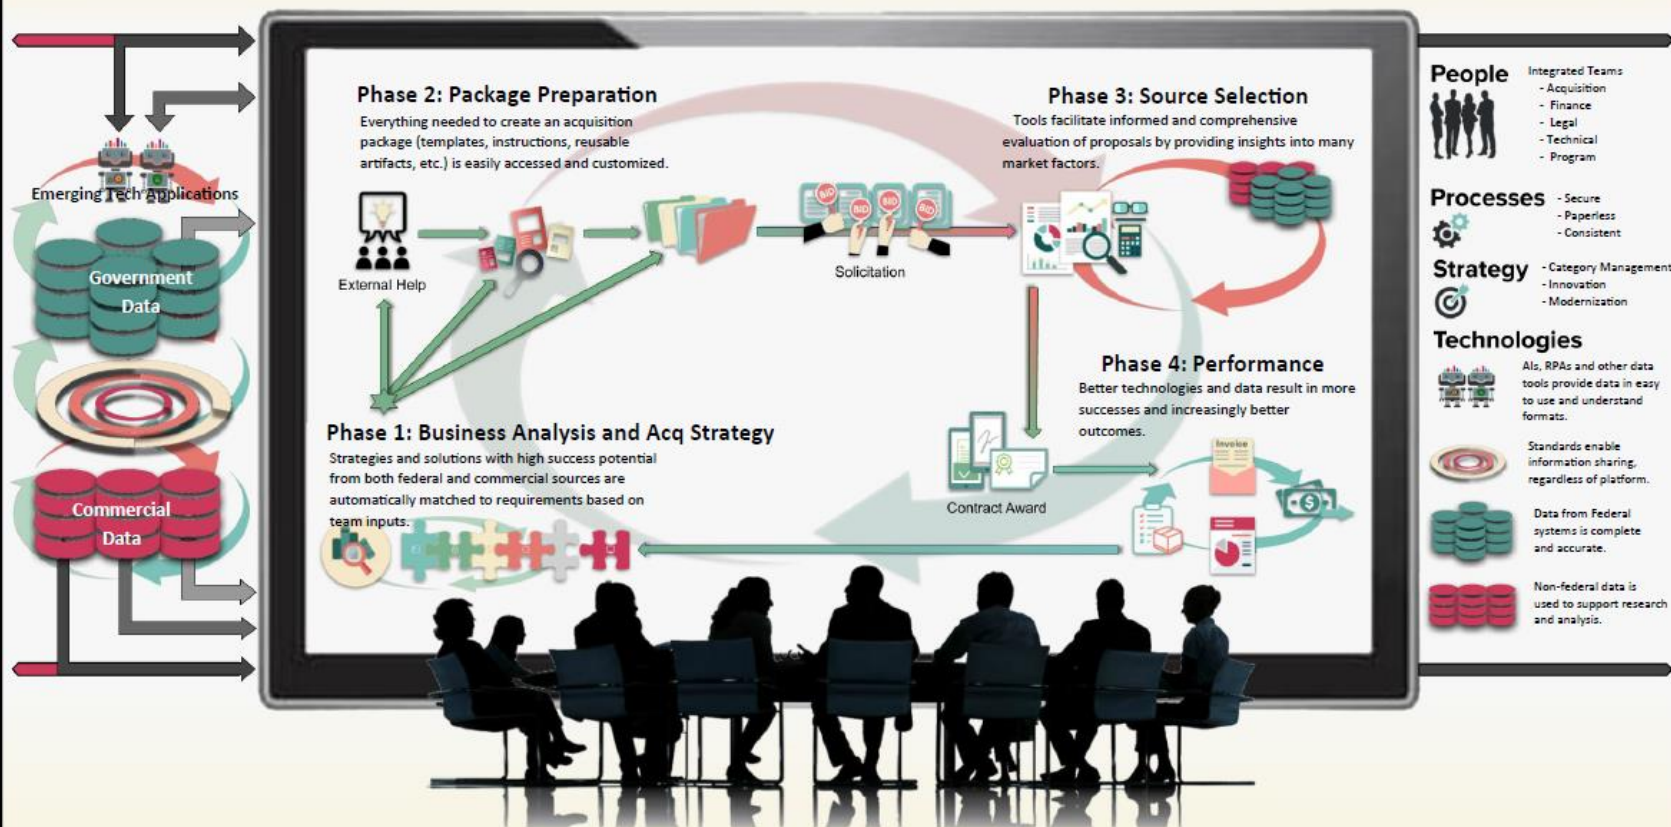 Emerging Tech Applications
Government
Data
Commercial
Data
Phase 2: Package Preparation
Everything needed to create an acquisition
package (templates, instructions, reusable
artifacts, etc.) is easily accessed and customized.
External Help
BID
BID
BID
BID
Solicitation
Phase 3: Source Selection
Tools facilitate informed and comprehensive
evaluation of proposals by providing insights into many
market factors.
Phase 1: Business Analysis and Acq Strategy
Strategies and solutions with high success potential
from both federal and commercial sources are
automatically matched to requirements based on
team inputs.
Phase 4: Performance
Better technologies and data result in more
successes and increasingly better
outcomes.
Contract Award
Invoice
$
People
Integrated Teams
- Acquisition
- Finance
- Legal
- Technical
- Program
Processes
- Secure
- Paperless
- Consistent
Strategy
- Category Management
- Innovation
- Modernization
Technologies
AIs, RPAs and other data
tools provide data in easy
to use and understand
formats.
Standards enable
information sharing,
regardless of platform.
Data from Federal
systems is complete
and accurate.
Non-federal data is
used to support research
and analysis.